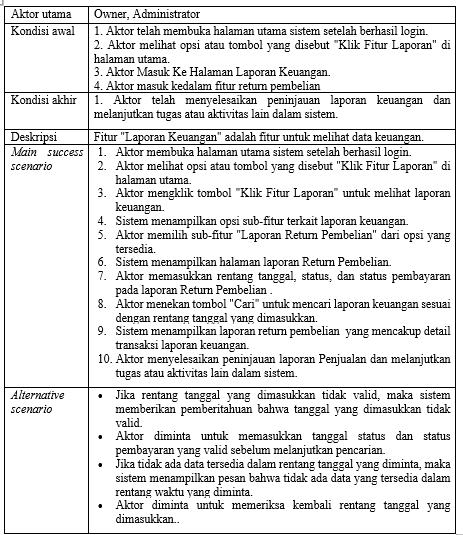 Aktor utama Owner, Administrator
Kondisi awal 1. Aktor telah membuka halaman utama sistem setelah berhasil login.
2. Aktor melihat opsi atau tombol yang disebut "Klik Fitur Laporan" di
halaman utama.
3. Aktor Masuk Ke Halaman Laporan Keuangan.
4. Aktor masuk kedalam fitur return pembelian
Kondisi akhir 1. Aktor telah menyelesaikan peninjauan laporan keuangan dan
melanjutkan tugas atau aktivitas lain dalam sistem.
Deskripsi Fitur "Laporan Keuangan" adalah fitur untuk melihat data keuangan.
Main success scenario 1. Aktor membuka halaman utama sistem setelah berhasil login.
2. Aktor melihat opsi atau tombol yang disebut "Klik Fitur Laporan" di
halaman utama.
3. Aktor mengklik tombol "Klik Fitur Laporan" untuk melihat laporan
keuangan.
4. Sistem menampilkan opsi sub-fitur terkait laporan keuangan.
5. Aktor memilih sub-fitur "Laporan Return Pembelian" dari opsi yang
tersedia.
6. Sistem menampilkan halaman laporan Return Pembelian.
7. Aktor memasukkan rentang tanggal, status, dan status pembayaran
pada laporan Return Pembelian .
8. Aktor menekan tombol "Cari" untuk mencari laporan keuangan sesuai
dengan rentang tanggal yang dimasukkan.
9. Sistem menampilkan laporan return pembelian yang mencakup detail
transaksi laporan keuangan.
10. Aktor menyelesaikan peninjauan laporan Penjualan dan melanjutkan
tugas atau aktivitas lain dalam sistem.
Alternative scenario • Jika rentang tanggal yang dimasukkan tidak valid, maka sistem
memberikan pemberitahuan bahwa tanggal yang dimasukkan tidak
valid.
• Aktor diminta untuk memasukkan tanggal status dan status
pembayaran yang valid sebelum melanjutkan pencarian.
• Jika tidak ada data tersedia dalam rentang tanggal yang diminta, maka
sistem menampilkan pesan bahwa tidak ada data yang tersedia dalam
rentang waktu yang diminta.
• Aktor diminta untuk memeriksa kembali rentang tanggal yang
dimasukkan..